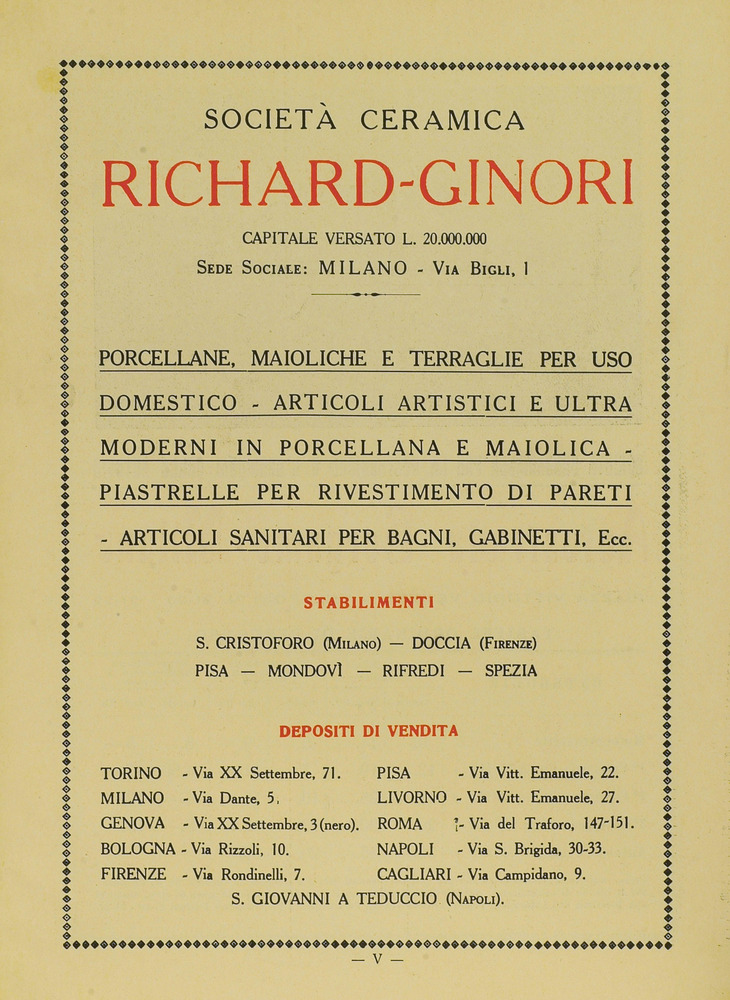 SOCIETÀ CERAMICA
RICHARD-GINORI
CAPITALE VERSATO L. 20.000.000
SEDE SOCIALE: MILANO - VIA BIGLI, 1
PORCELLANE, MAIOLICHE E TERRAGLIE PER USO
DOMESTICO - ARTICOLI ARTISTICI E ULTRA
MODERNI IN PORCELLANA E MAIOLICA -
PIASTRELLE PER RIVESTIMENTO DI PARETI
- ARTICOLI SANITARI PER BAGNI, GABINETTI, Ecc.
STABILIMENTI
S. CRISTOFORO (MILANO) — DOCCIA (FIRENZE)
PISA — MONDOVÌ — RIFREDI — SPEZIA
DEPOSITI DI VENDITA
TORINO - Via XX Settembre, 71.
MILANO - Via Dante, 5.
GENOVA - Via XX Settembre, 3 (nero).
BOLOGNA - Via Rizzoli, 10.
FIRENZE - Via Rondinelli, 7.
PISA - Via Vitt. Emanuele, 22.
LIVORNO - Via Vitt. Emanuele, 27.
ROMA - Via del Traforo, 147-151.
NAPOLI - Via S. Brigida, 30-33.
CAGLIARI - Via Campidano, 9.
S. GIOVANNI A TEDUCCIO (NAPOLI).
— V —